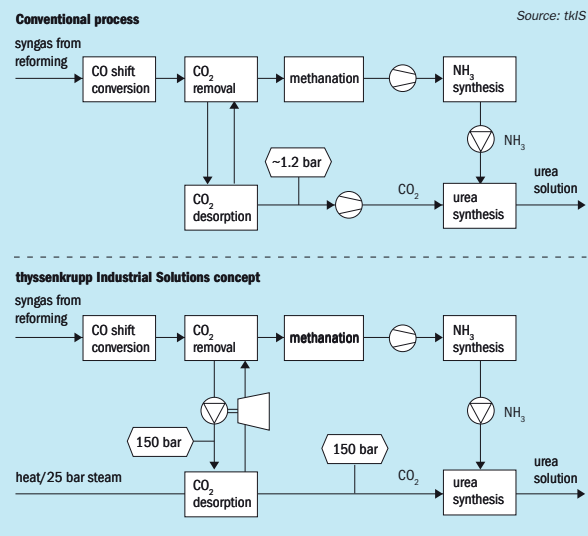 Conventional process
Source: tkIS
syngas from
reforming
CO shift
conversion
CO2
removal
methanation
NH3
synthesis
NH3
~1.2 bar
CO2
desorption
CO2
urea
synthesis
urea
solution
thyssenkrupp Industrial Solutions concept
syngas from
reforming
CO shift
conversion
CO2
removal
methanation
NH3
synthesis
NH3
150 bar
150 bar
heat/25 bar steam
CO2
desorption
CO2
urea
synthesis
urea
solution